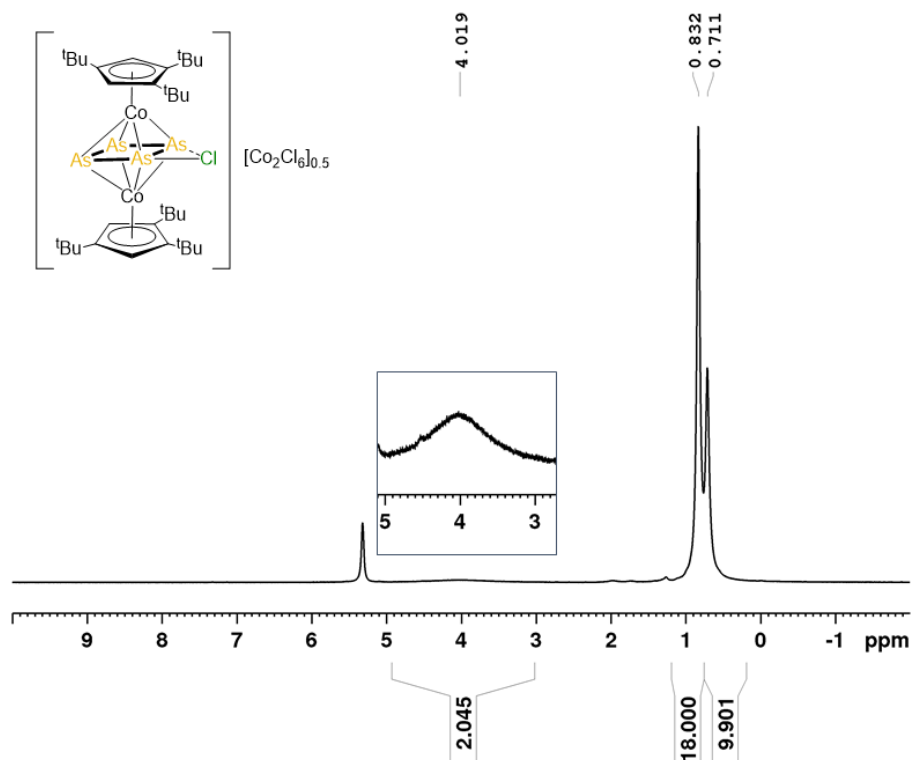 4.019
0.832
0.711
tBu
tBu
tBu
Co
As
As
As
As
Cl
[Co2Cl6]0.5
Co
tBu
tBu
tBu
5 4 3
9 8 7 6 5 4 3 2 1 0 -1 ppm
2.045
18.000
9.901